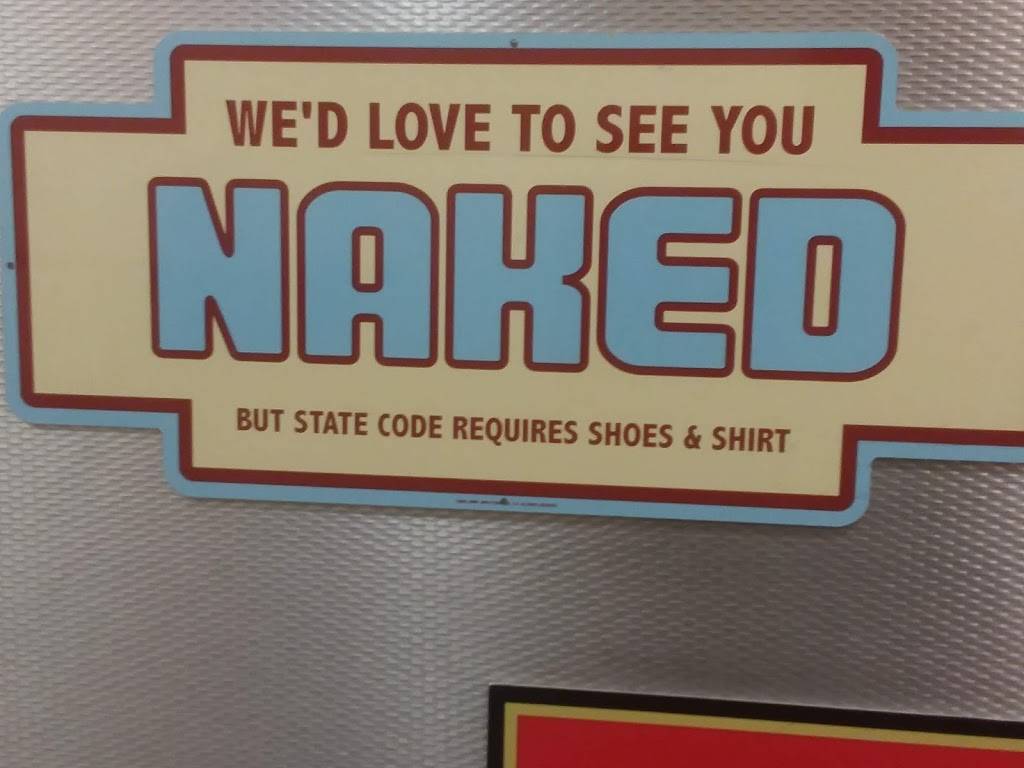 WE'D LOVE TO SEE YOU
NAKED
BUT STATE CODE REQUIRES SHOES & SHIRT